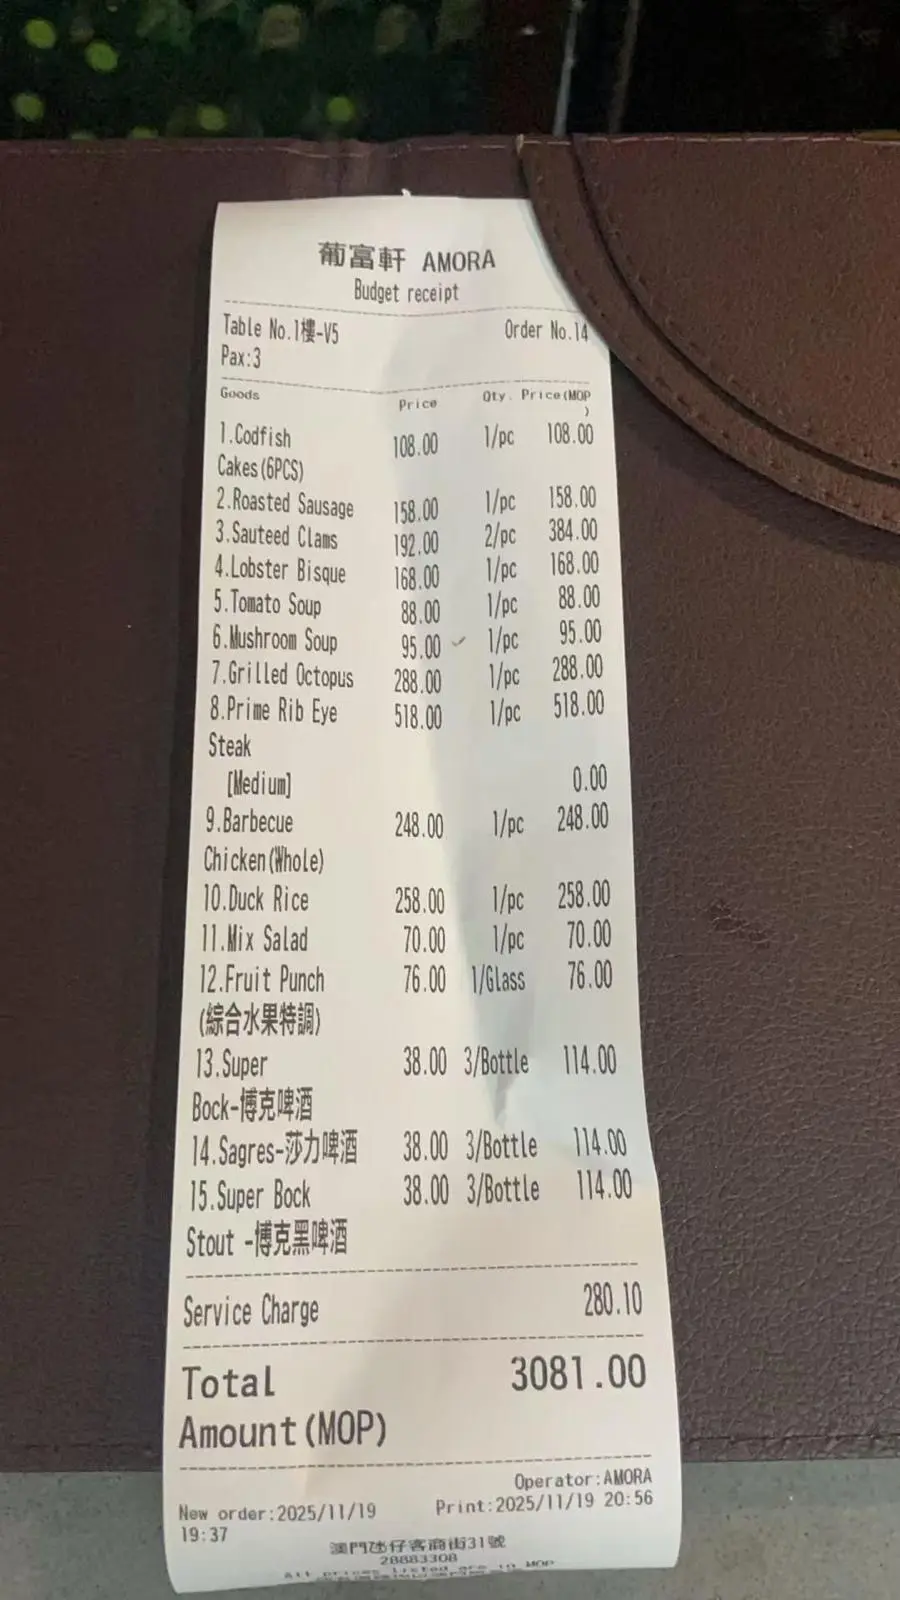 葡富軒 AMORA
Budget receipt
Table No.1樓-V5 Order No.14
Pax:3
Goods Price Qty. Price(MOP
)
1.Codfish 108.00 1/pc 108.00
Cakes(6PCS)
2.Roasted Sausage 158.00 1/pc 158.00
3.Sauteed Clams 192.00 2/pc 384.00
4.Lobster Bisque 168.00 1/pc 168.00
5.Tomato Soup 88.00 1/pc 88.00
6.Mushroom Soup 95.00 1/pc 95.00
7.Grilled Octopus 288.00 1/pc 288.00
8.Prime Rib Eye 518.00 1/pc 518.00
Steak
[Medium] 0.00
9.Barbecue 248.00 1/pc 248.00
Chicken(Whole)
10.Duck Rice 258.00 1/pc 258.00
11.Mix Salad 70.00 1/pc 70.00
12.Fruit Punch 76.00 1/Glass 76.00
(綜合水果特調)
13.Super 38.00 3/Bottle 114.00
Bock-博克啤酒
14.Sagres-莎力啤酒 38.00 3/Bottle 114.00
15.Super Bock 38.00 3/Bottle 114.00
Stout -博克黑啤酒
Service Charge 280.10
Total 3081.00
Amount(MOP)
Operator:AMORA
New order:2025/11/19 Print:2025/11/19 20:56
19:37
澳門氹仔客商街31號
28883308
All prices listed are in MOP